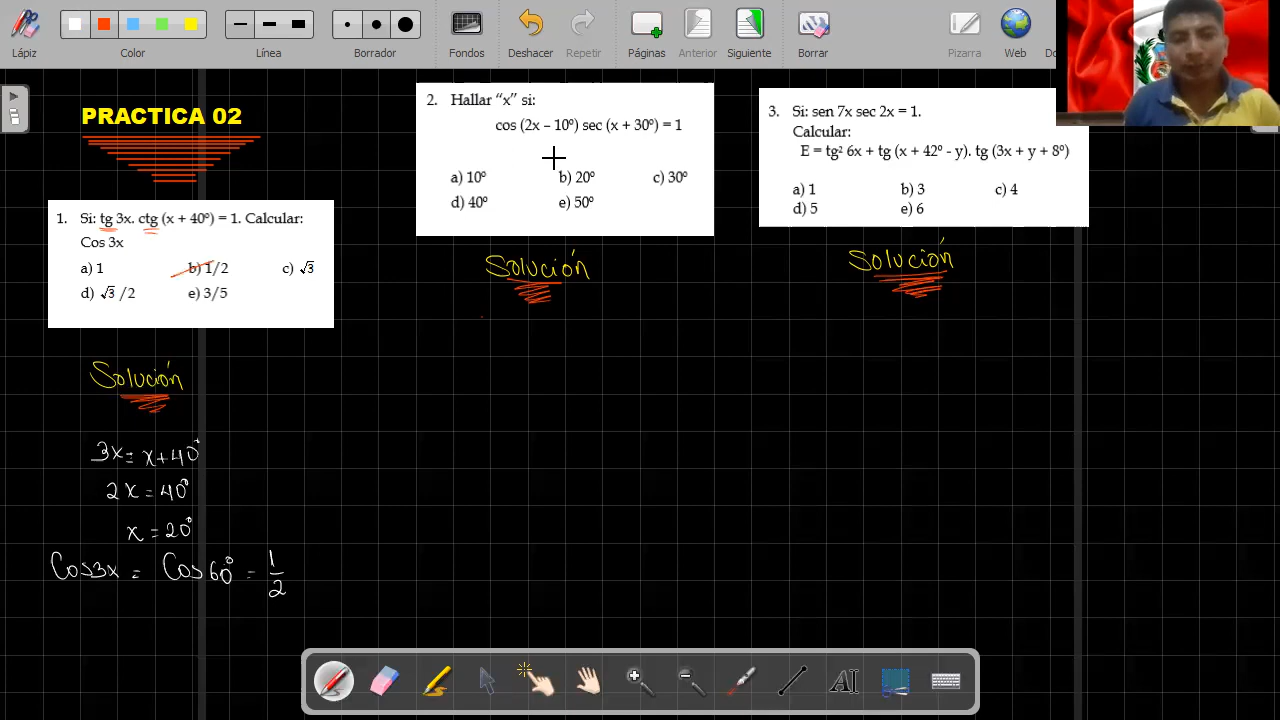 Lápiz
Color
Línea
Borrador
Fondos
Deshacer
Repetir
Páginas
Anterior
Siguiente
Borrar
Pizarra
Web
PRACTICA 02
1. Si: tg 3x. ctg (x + 40º) = 1. Calcular:
Cos 3x
a) 1 b) 1/2 c) √3
d) √3 /2 e) 3/5
Solución
3x = x+40°
2x = 40°
x = 20°
Cos3x = Cos 60° = 1/2
2. Hallar “x” si:
cos (2x – 10º) sec (x + 30º) = 1
a) 10º b) 20º c) 30º
d) 40º e) 50º
Solución
3. Si: sen 7x sec 2x = 1.
Calcular:
E = tg² 6x + tg (x + 42º - y). tg (3x + y + 8º)
a) 1 b) 3 c) 4
d) 5 e) 6
Solución
AI